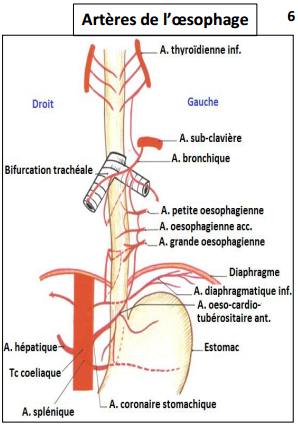 Artères de l'œsophage
6
A. thyroïdienne inf.
Droit
Gauche
A. sub-clavière
A. bronchique
Bifurcation trachéale
A. petite oesophagienne
A. oesophagienne acc.
A. grande oesophagienne
Diaphragme
A. diaphragmatique inf.
A. oeso-cardio-
tubérositaire ant.
A. hépatique
Estomac
Tc coeliaque
A. coronaire stomachique
A. splénique